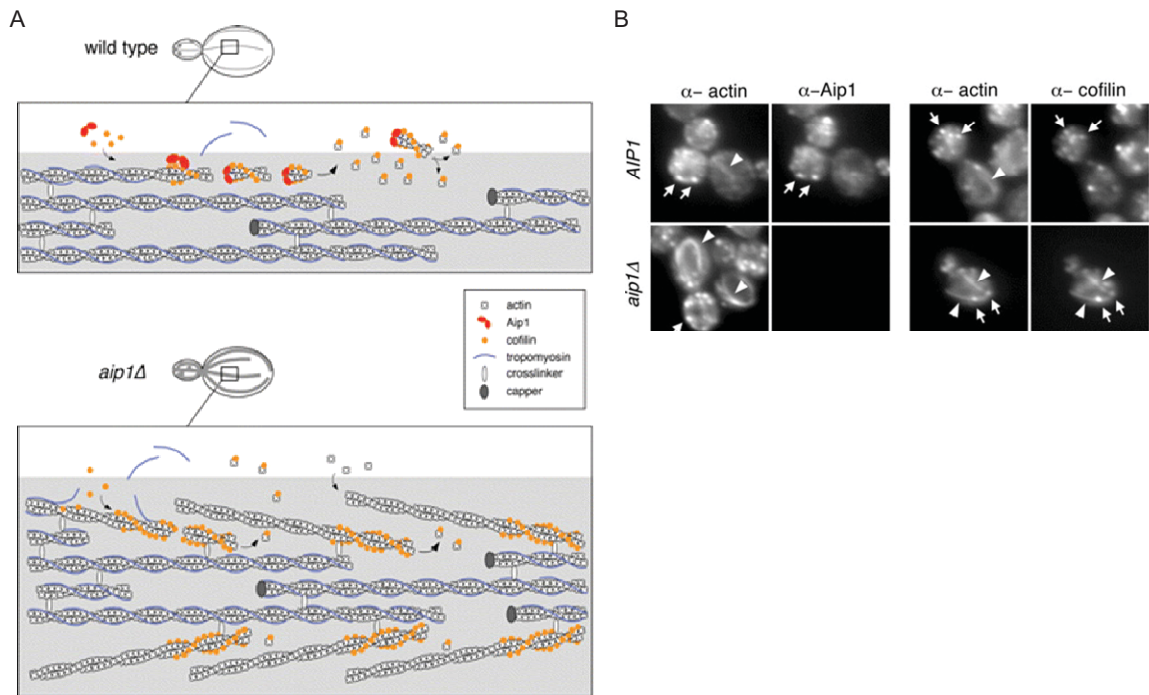 A
wild type
actin
Aip1
cofilin
tropomyosin
crosslinker
capper
aip1Δ
B
α– actin
α–Aip1
α– actin
α– cofilin
AIP1
aip1Δ